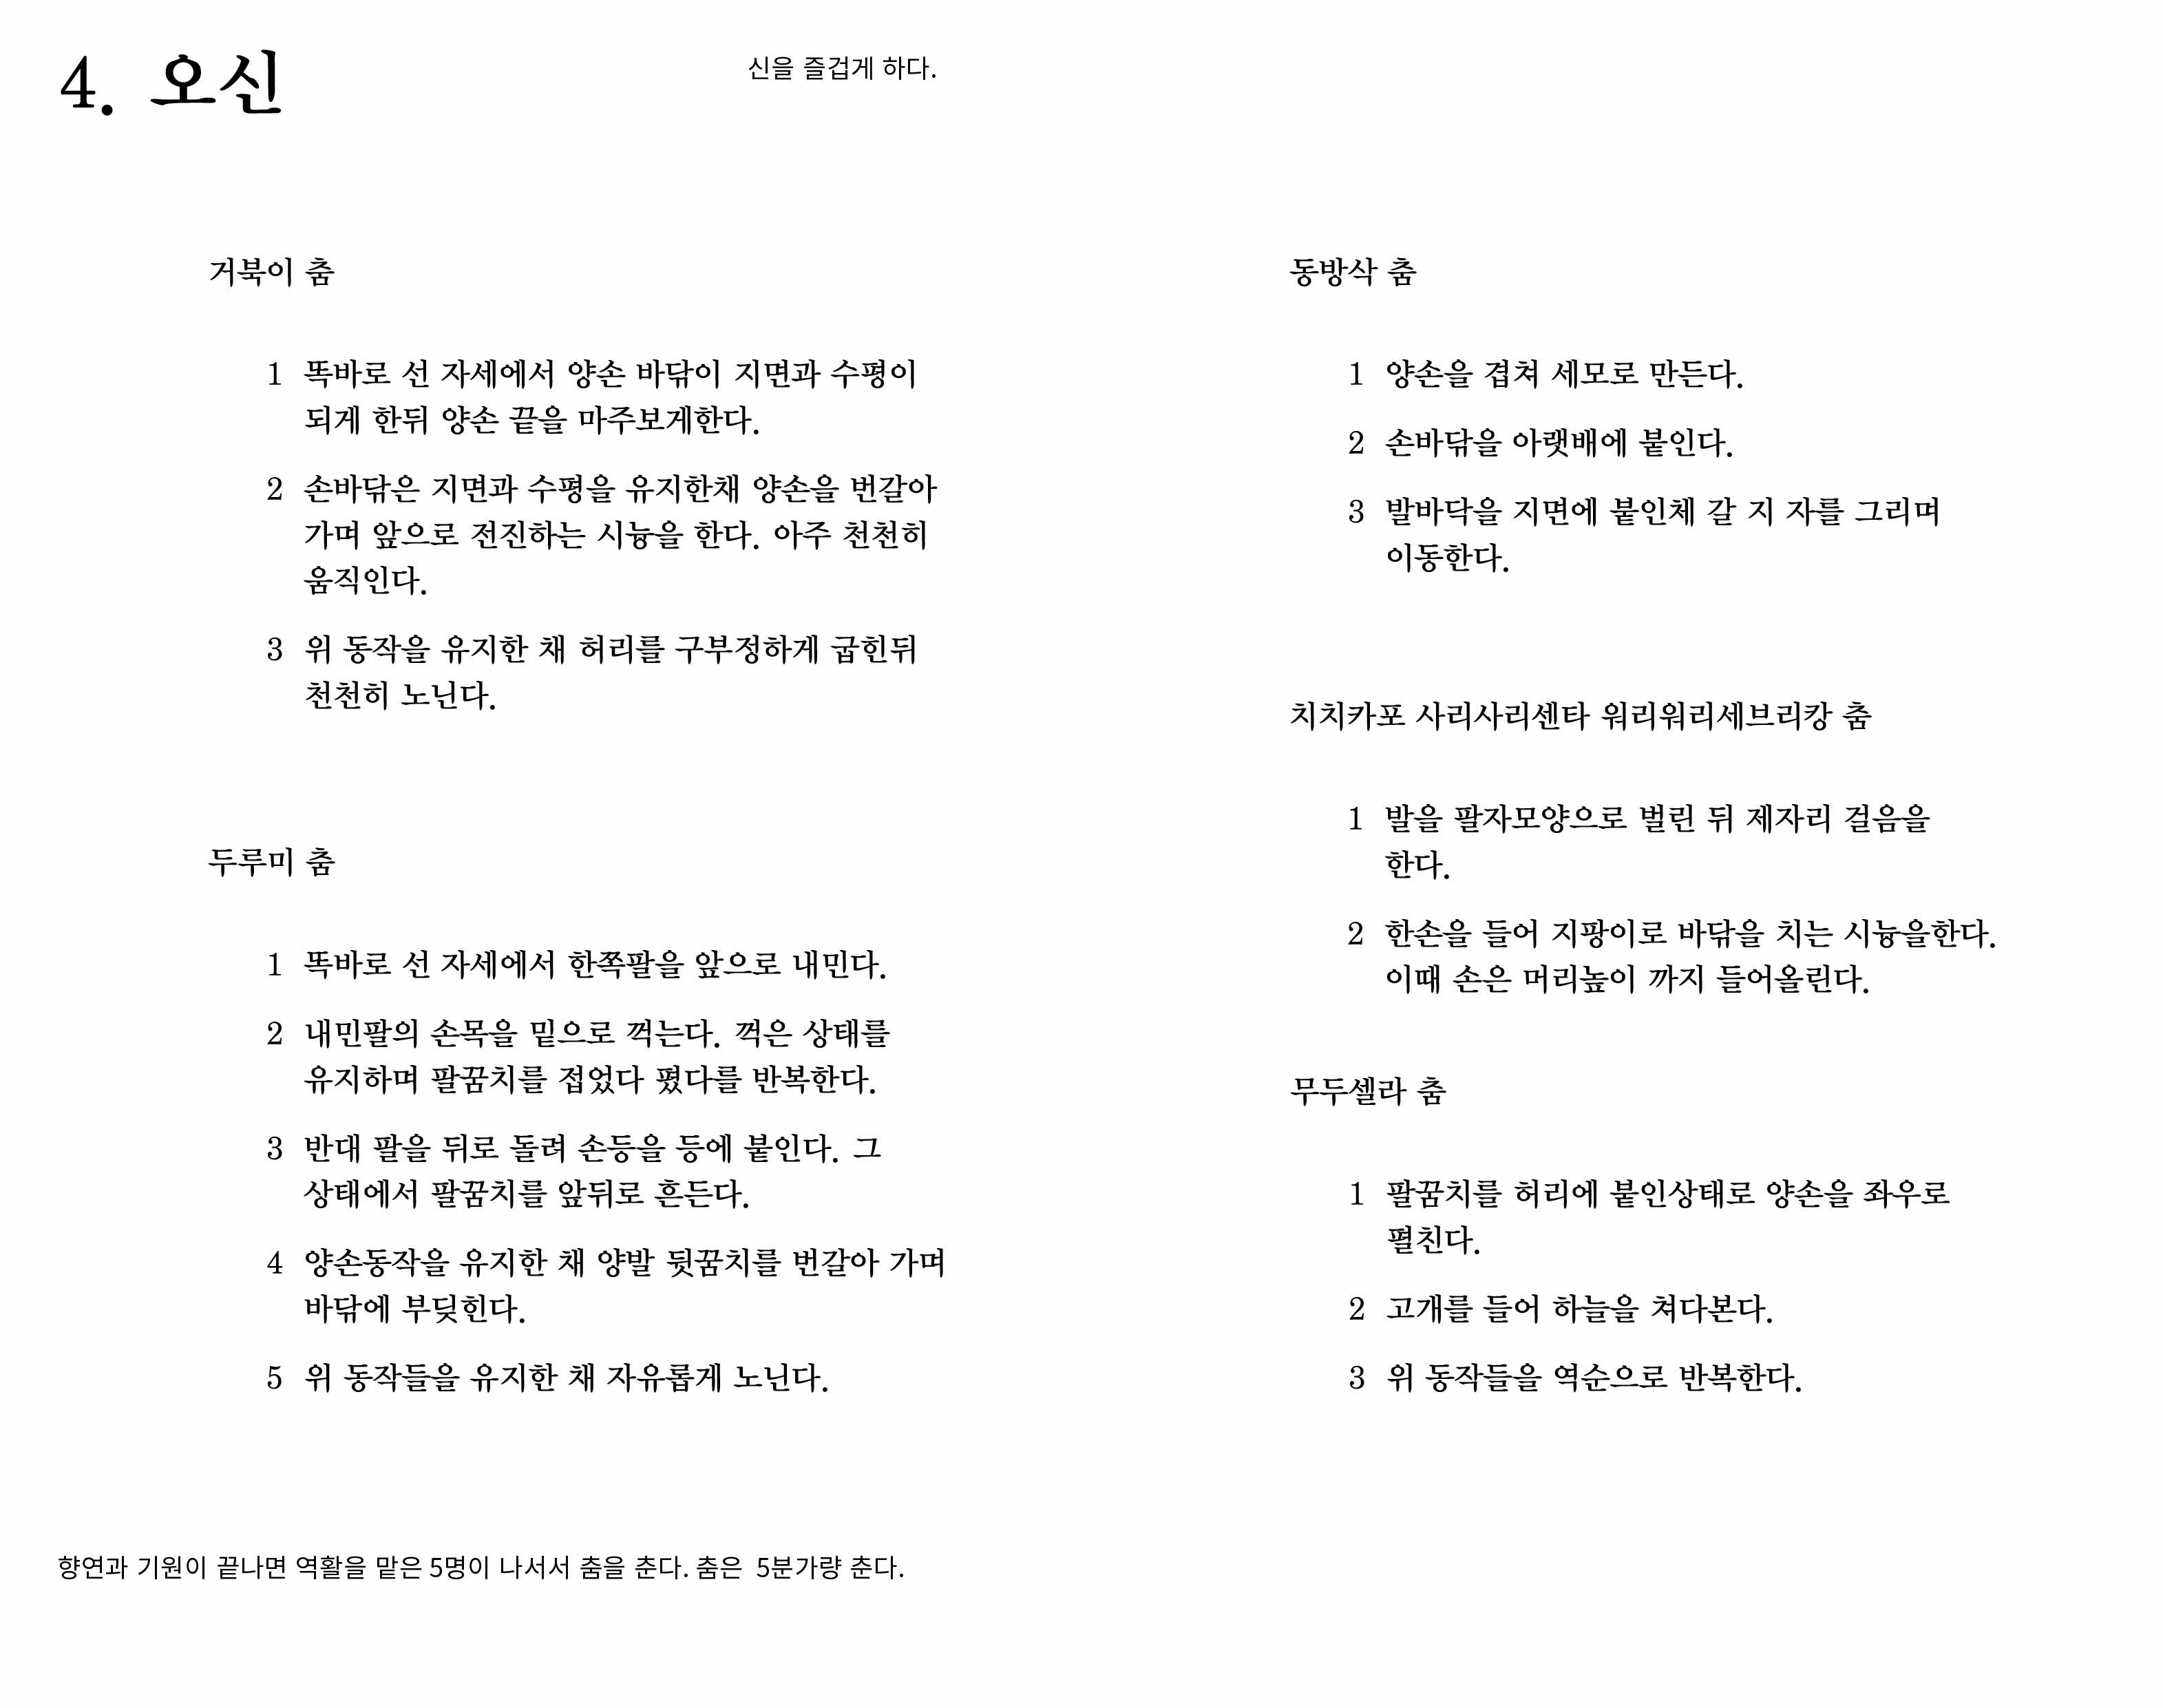 4. 오신
신을 즐겁게 하다.
거북이 춤
1 똑바로 선 자세에서 양손 바닦이 지면과 수평이
되게 한뒤 양손 끝을 마주보게한다.
2 손바닦은 지면과 수평을 유지한채 양손을 번갈아
가며 앞으로 전진하는 시늉을 한다. 아주 천천히
움직인다.
3 위 동작을 유지한 채 허리를 구부정하게 굽힌뒤
천천히 노닌다.
두루미 춤
1 똑바로 선 자세에서 한쪽팔을 앞으로 내민다.
2 내민팔의 손목을 밑으로 꺽는다. 꺽은 상태를
유지하며 팔꿈치를 접었다 폈다를 반복한다.
3 반대 팔을 뒤로 돌려 손등을 등에 붙인다. 그
상태에서 팔꿈치를 앞뒤로 흔든다.
4 양손동작을 유지한 채 양발 뒷꿈치를 번갈아 가며
바닦에 부딪힌다.
5 위 동작들을 유지한 채 자유롭게 노닌다.
동방삭 춤
1 양손을 겹쳐 세모로 만든다.
2 손바닦을 아랫배에 붙인다.
3 발바닥을 지면에 붙인체 갈 지 자를 그리며
이동한다.
치치카포 사리사리센타 워리워리세브리캉 춤
1 발을 팔자모양으로 벌린 뒤 제자리 걸음을
한다.
2 한손을 들어 지팡이로 바닦을 치는 시늉을한다.
이때 손은 머리높이 까지 들어올린다.
무두셀라 춤
1 팔꿈치를 허리에 붙인상태로 양손을 좌우로
펼친다.
2 고개를 들어 하늘을 쳐다본다.
3 위 동작들을 역순으로 반복한다.
향연과 기원이 끝나면 역활을 맡은 5명이 나서서 춤을 춘다. 춤은  5분가량 춘다.